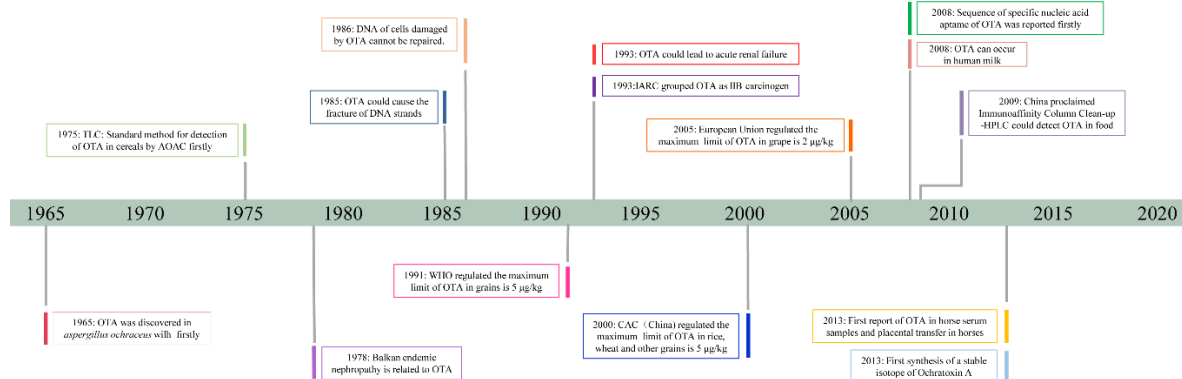 1986: DNA of cells damaged
by OTA cannot be repaired.
2008: Sequence of specific nucleic acid
aptame of OTA was reported firstly
1993: OTA could lead to acute renal failure
2008: OTA can occur
in human milk
1993:IARC grouped OTA as IIB carcinogen
1985: OTA could cause the
fracture of DNA strands
2009: China proclaimed
Immunoaffinity Column Clean-up
-HPLC could detect OTA in food
1975: TLC: Standard method for detection
of OTA in cereals by AOAC firstly
2005: European Union regulated the
maximum limit of OTA in grape is 2 μg/kg
1965 1970 1975 1980 1985 1990 1995 2000 2005 2010 2015 2020
1991: WHO regulated the maximum
limit of OTA in grains is 5 μg/kg
1965: OTA was discovered in
aspergillus ochraceus wilh firstly
2000: CAC（China) regulated the
maximum limit of OTA in rice,
wheat and other grains is 5 μg/kg
2013: First report of OTA in horse serum
samples and placental transfer in horses
1978: Balkan endemic
nephropathy is related to OTA
2013: First synthesis of a stable
isotope of Ochratoxin A